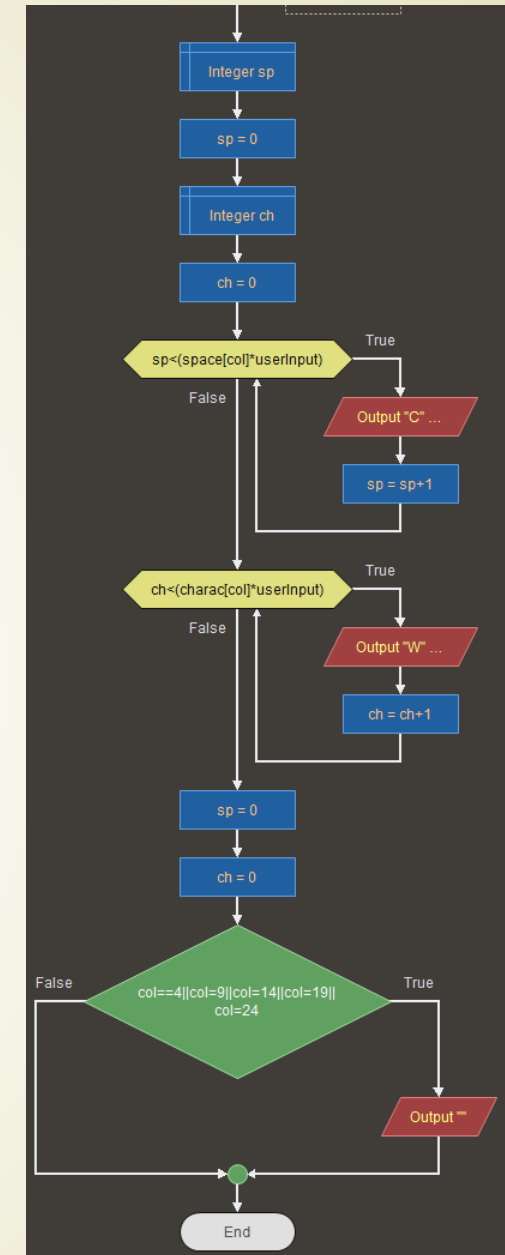 Integer sp
sp = 0
Integer ch
ch = 0
sp<(space[col]*userInput)
True
False
Output "C" ...
sp = sp+1
ch<(charac[col]*userInput)
True
False
Output "W" ...
ch = ch+1
sp = 0
ch = 0
False
True
col==4||col=9||col=14||col=19||
col=24
Output ""
End